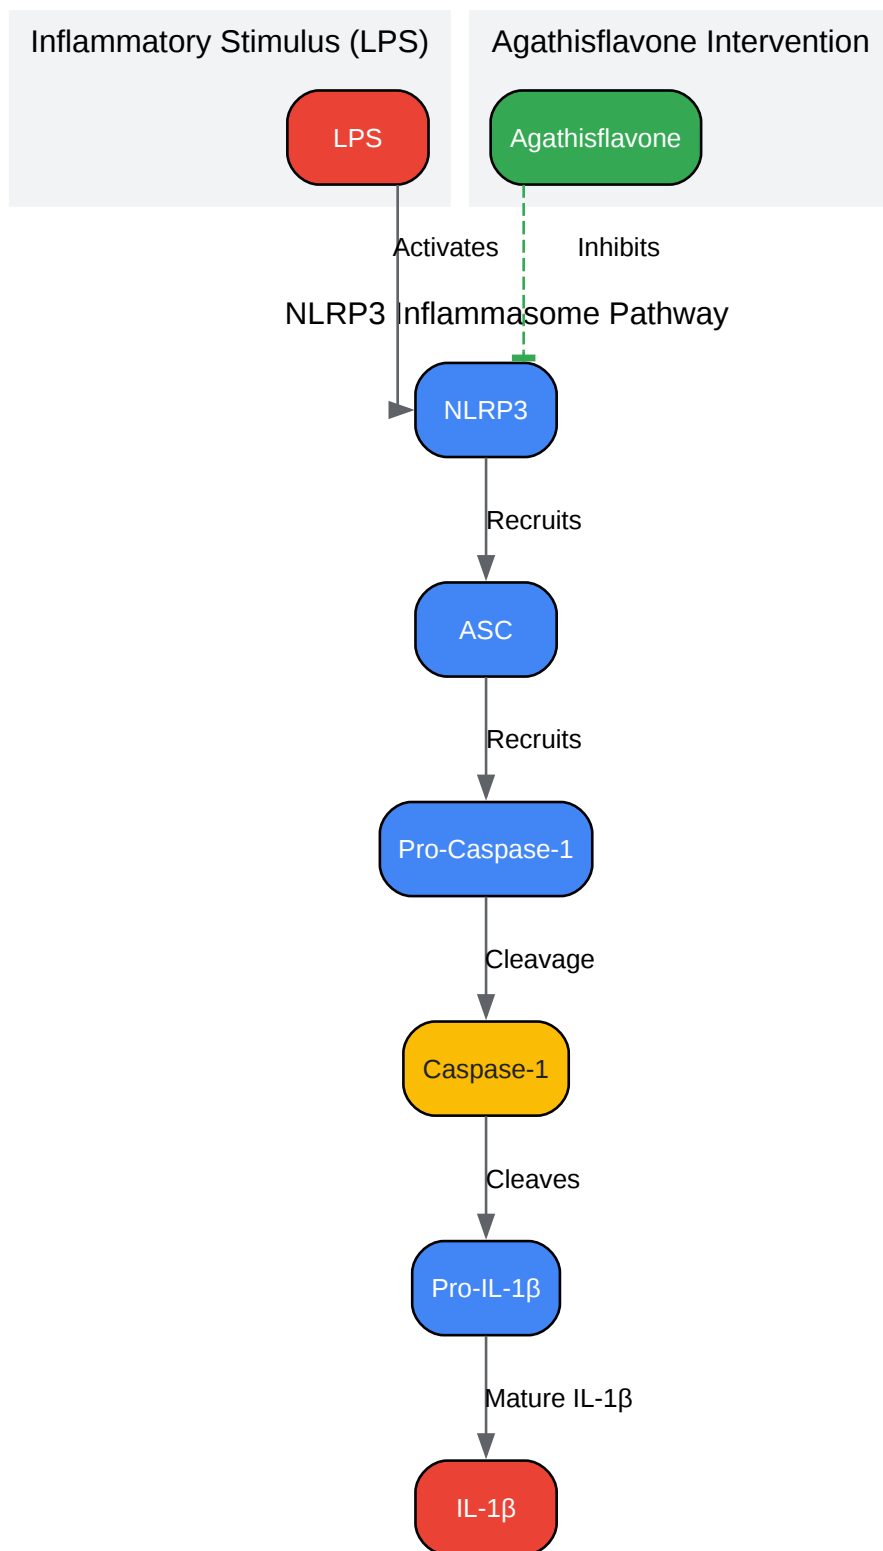 Inflammatory Stimulus (LPS)
Agathisflavone Intervention
LPS
Agathisflavone
Activates
Inhibits
NLRP3 Inflammasome Pathway
NLRP3
Recruits
ASC
Recruits
Pro-Caspase-1
Cleavage
Caspase-1
Cleaves
Pro-IL-1β
Mature IL-1β
IL-1β